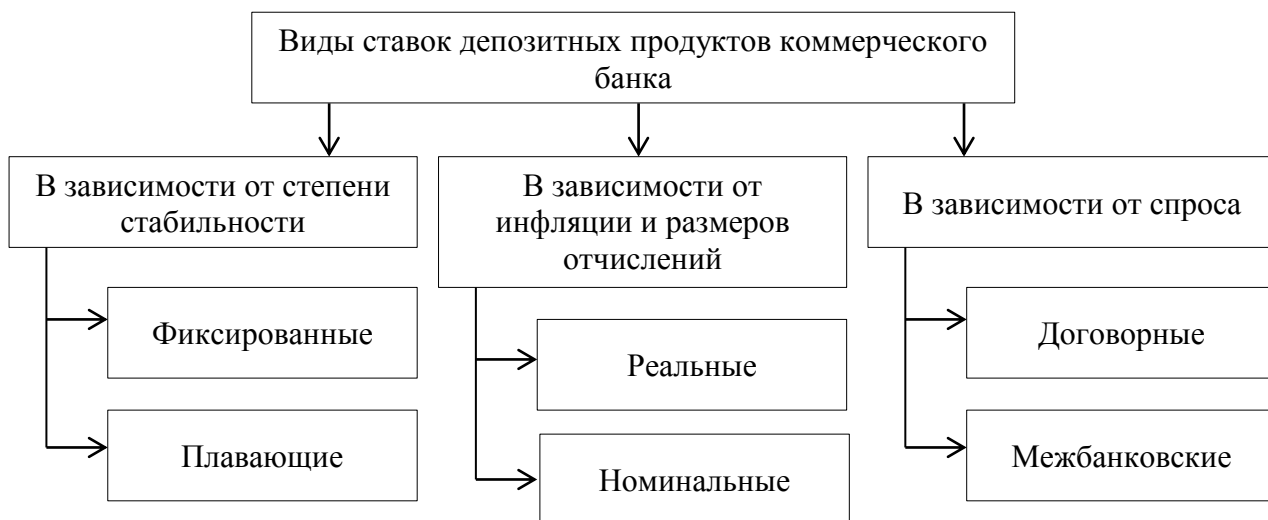 Виды ставок депозитных продуктов коммерческого
банка
В зависимости от степени
стабильности
Фиксированные
Плавающие
В зависимости от
инфляции и размеров
отчислений
Реальные
Номинальные
В зависимости от спроса
Договорные
Межбанковские